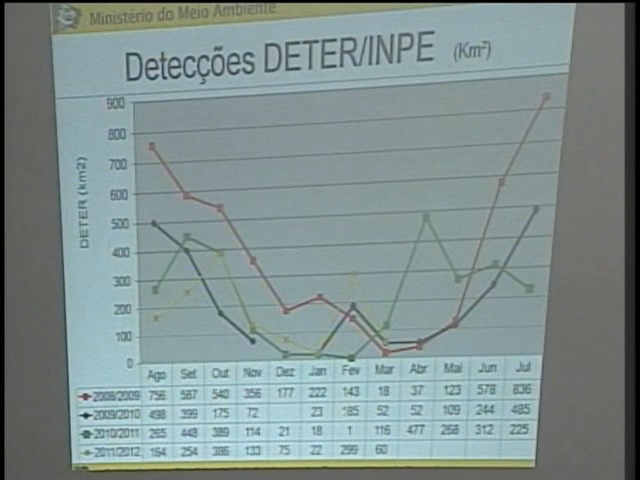 Ministério do Meio Ambiente
Detecções DETER/INPE (Km²)
DETER (km2)
900
800
700
600
500
400
300
200
100
0
Ago Set Out Nov Dez Jan Fev Mar Abr Mai Jun Jul
2008/2009 756 587 540 356 177 222 143 18 37 123 578 836
2009/2010 498 399 175 72 23 185 52 52 109 244 485
2010/2011 265 448 389 114 21 18 1 116 477 268 312 225
2011/2012 164 254 386 133 75 22 299 60